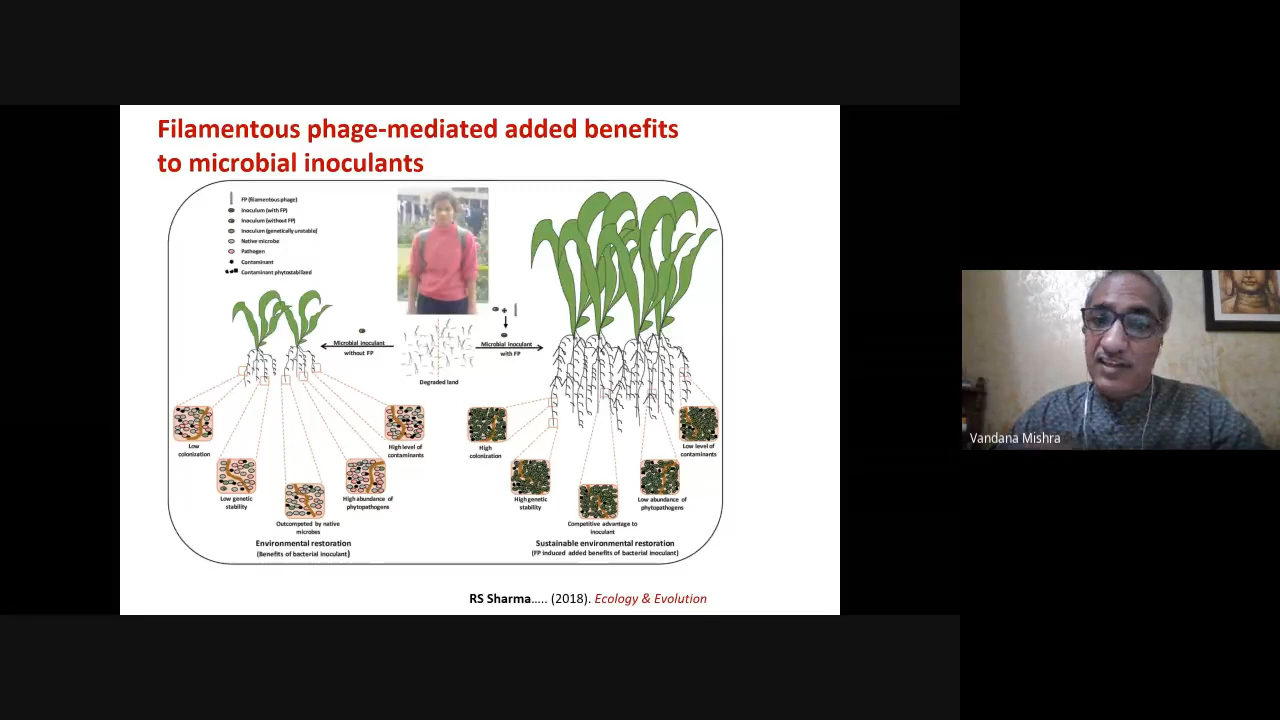 Filamentous phage-mediated added benefits
to microbial inoculants
FP (filamentous phage)
Inoculum (with FP)
Inoculum (without FP)
Inoculum (genetically unstable)
Native microbe
Pathogen
Contaminant
Contaminant phytostabilized
Microbial inoculant
without FP
Degraded land
+
Microbial inoculant
with FP
Low
colonization
Low genetic
stability
Outcompeted by native
microbes
High abundance of
phytopathogens
High level of
contaminants
Environmental restoration
(Benefits of bacterial inoculant)
High
colonization
High genetic
stability
Competitive advantage to
inoculant
Low abundance of
phytopathogens
Low level of
contaminants
Sustainable environmental restoration
(FP induced added benefits of bacterial inoculant)
RS Sharma..... (2018). Ecology & Evolution
Vandana Mishra